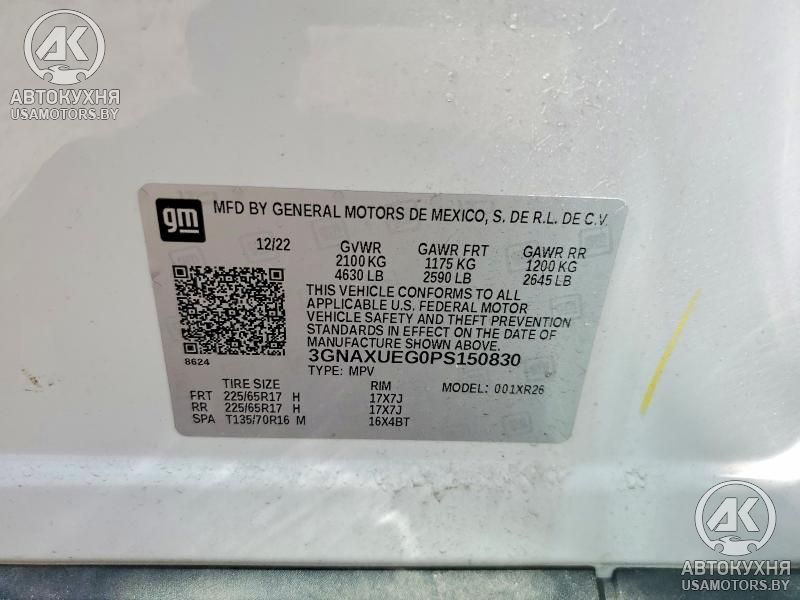 AK
АВТОКУХНЯ
USAMOTORS.BY
gm
MFD BY GENERAL MOTORS DE MEXICO, S. DE R.L. DE C.V.
12/22 GVWR GAWR FRT GAWR RR
2100 KG 1175 KG 1200 KG
4630 LB 2590 LB 2645 LB
THIS VEHICLE CONFORMS TO ALL
APPLICABLE U.S. FEDERAL MOTOR
VEHICLE SAFETY AND THEFT PREVENTION
STANDARDS IN EFFECT ON THE DATE OF
MANUFACTURE SHOWN ABOVE.
8624 3GNAXUEG0PS150830
TYPE: MPV MODEL: 001XR26
TIRE SIZE RIM
FRT 225/65R17 H 17X7J
RR 225/65R17 H 17X7J
SPA T135/70R16 M 16X4BT
AK
АВТОКУХНЯ
USAMOTORS.BY